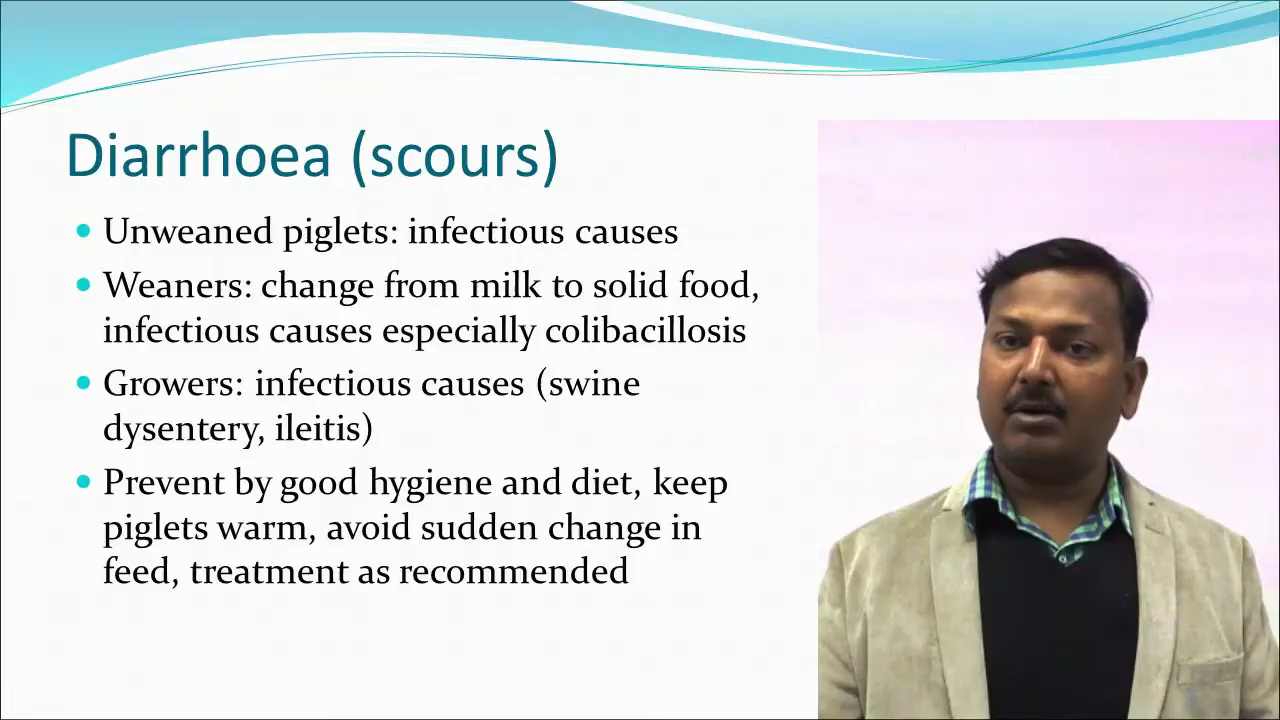 Diarrhoea (scours)
• Unweaned piglets: infectious causes
• Weaners: change from milk to solid food,
infectious causes especially colibacillosis
• Growers: infectious causes (swine
dysentery, ileitis)
• Prevent by good hygiene and diet, keep
piglets warm, avoid sudden change in
feed, treatment as recommended